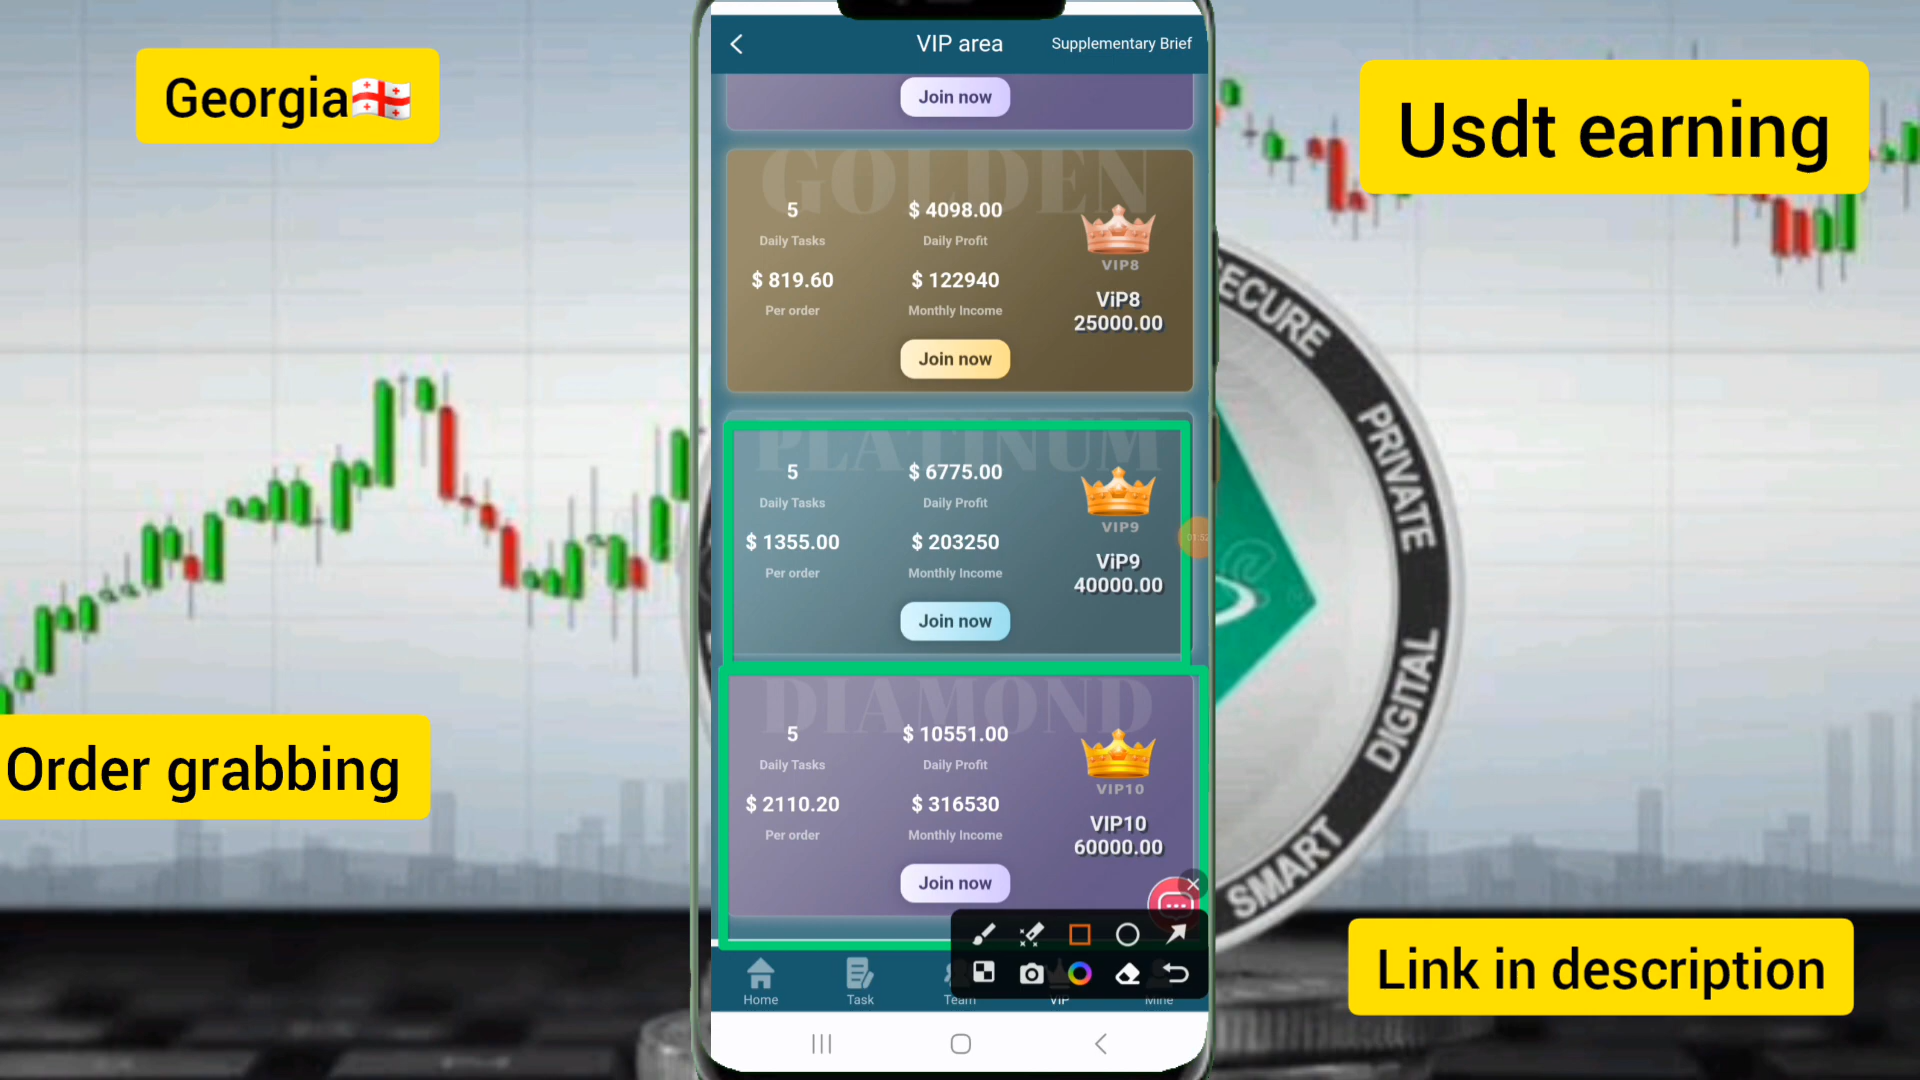 Georgia🇬🇪
Usdt earning
VIP area
Supplementary Brief
Join now
GOLDEN
5
Daily Tasks
$ 4098.00
Daily Profit
$ 819.60
Per order
$ 122940
Monthly Income
VIP8
ViP8
25000.00
Join now
PLATINUM
5
Daily Tasks
$ 6775.00
Daily Profit
$ 1355.00
Per order
$ 203250
Monthly Income
VIP9
ViP9
40000.00
Join now
DIAMOND
5
Daily Tasks
$ 10551.00
Daily Profit
$ 2110.20
Per order
$ 316530
Monthly Income
VIP10
VIP10
60000.00
Join now
Home
Task
Team
VIP
Mine
Order grabbing
Link in description
SECURE
PRIVATE
DIGITAL
SMART